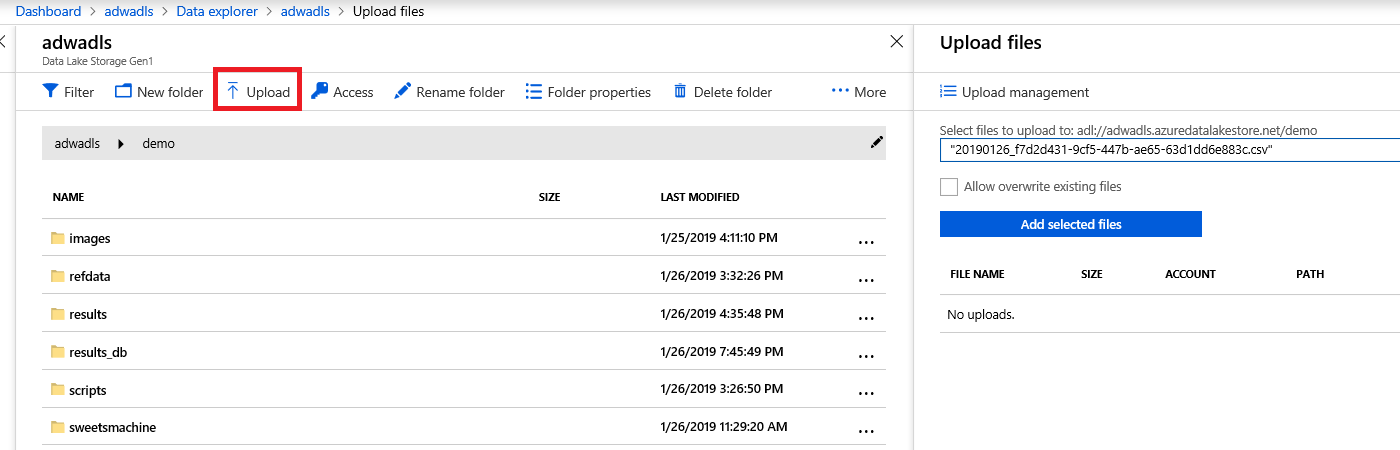 Dashboard > adwadls > Data explorer > adwadls > Upload files
adwadls
Data Lake Storage Gen1
Filter New folder Upload Access Rename folder Folder properties Delete folder ... More
adwadls demo
NAME SIZE LAST MODIFIED
images 1/25/2019 4:11:10 PM ...
refdata 1/26/2019 3:32:26 PM ...
results 1/26/2019 4:35:48 PM ...
results_db 1/26/2019 7:45:49 PM ...
scripts 1/26/2019 3:26:50 PM ...
sweetsmachine 1/26/2019 11:29:20 AM ...
Upload files
Upload management
Select files to upload to: adl://adwadls.azuredatalakestore.net/demo
"20190126_f7d2d431-9cf5-447b-ae65-63d1dd6e883c.csv"
Allow overwrite existing files
Add selected files
FILE NAME SIZE ACCOUNT PATH
No uploads.